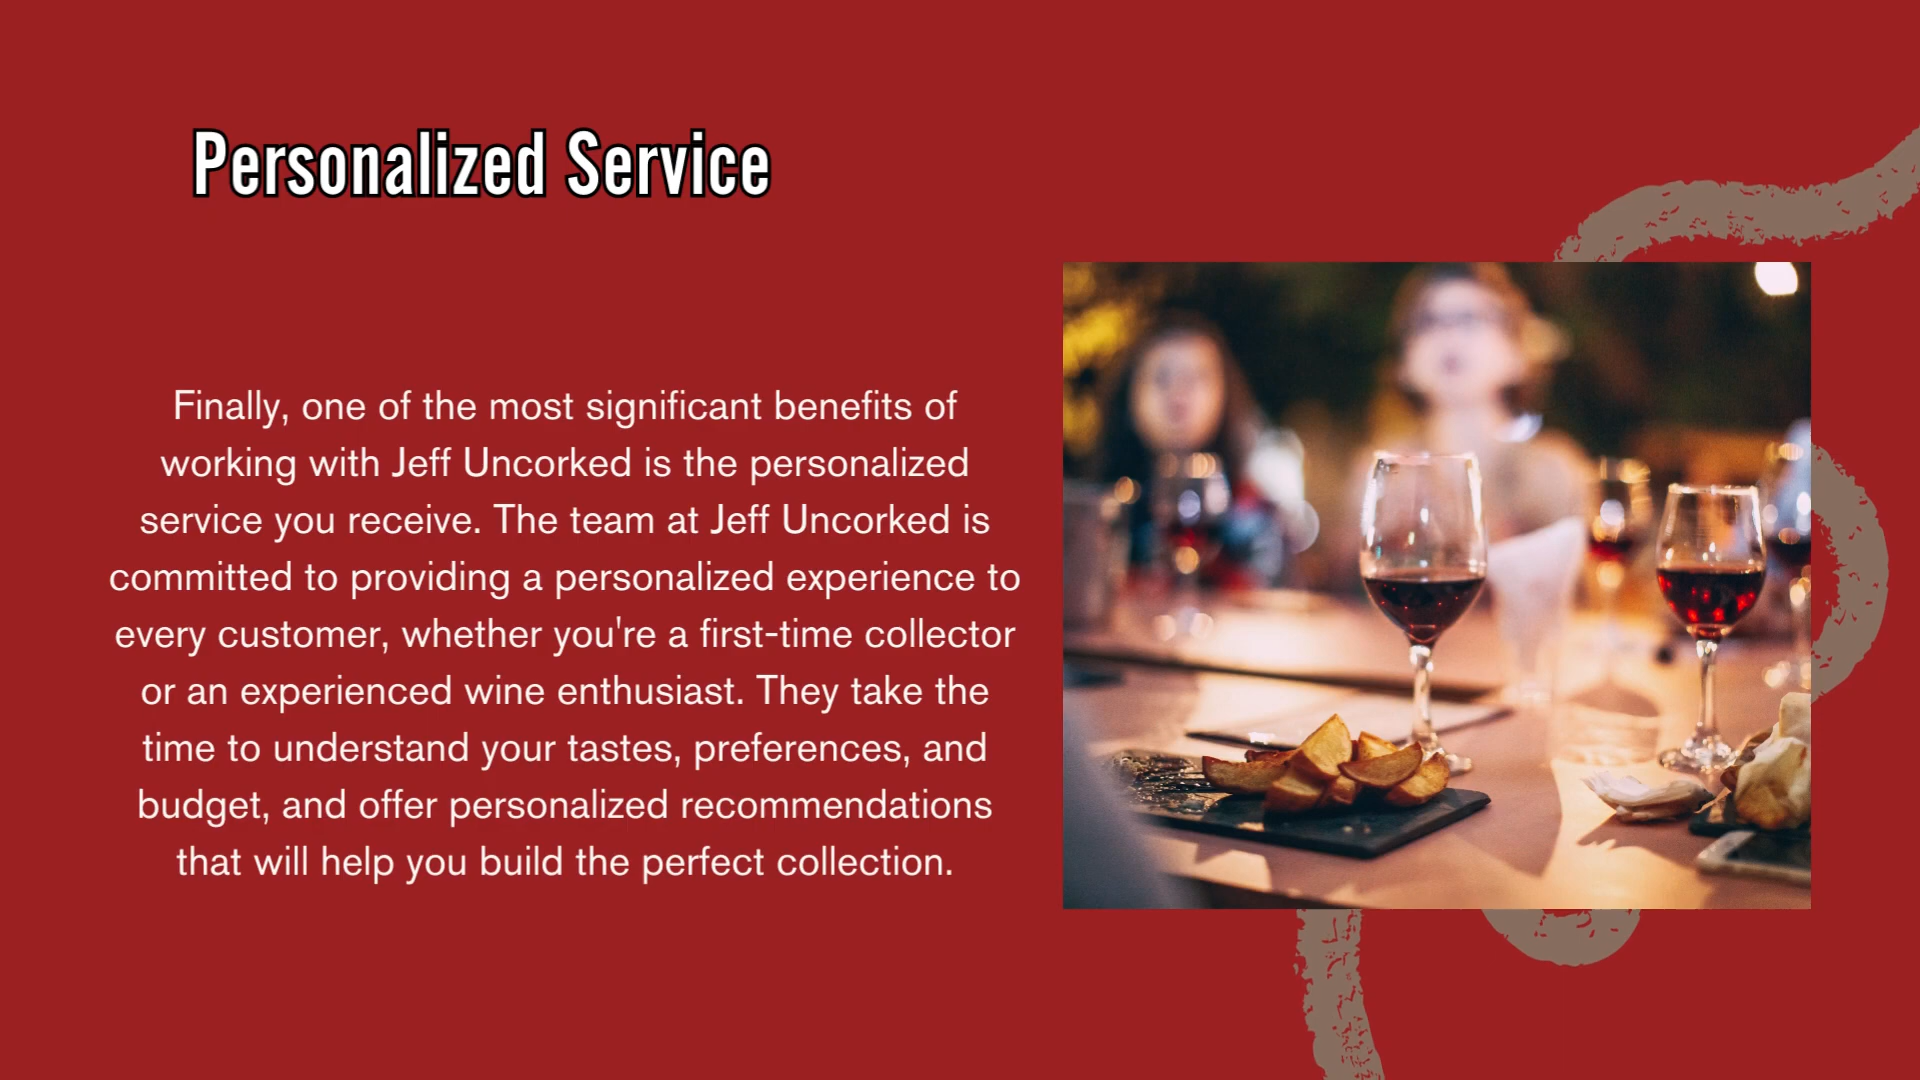 Personalized Service
Finally, one of the most significant benefits of
working with Jeff Uncorked is the personalized
service you receive. The team at Jeff Uncorked is
committed to providing a personalized experience to
every customer, whether you're a first-time collector
or an experienced wine enthusiast. They take the
time to understand your tastes, preferences, and
budget, and offer personalized recommendations
that will help you build the perfect collection.